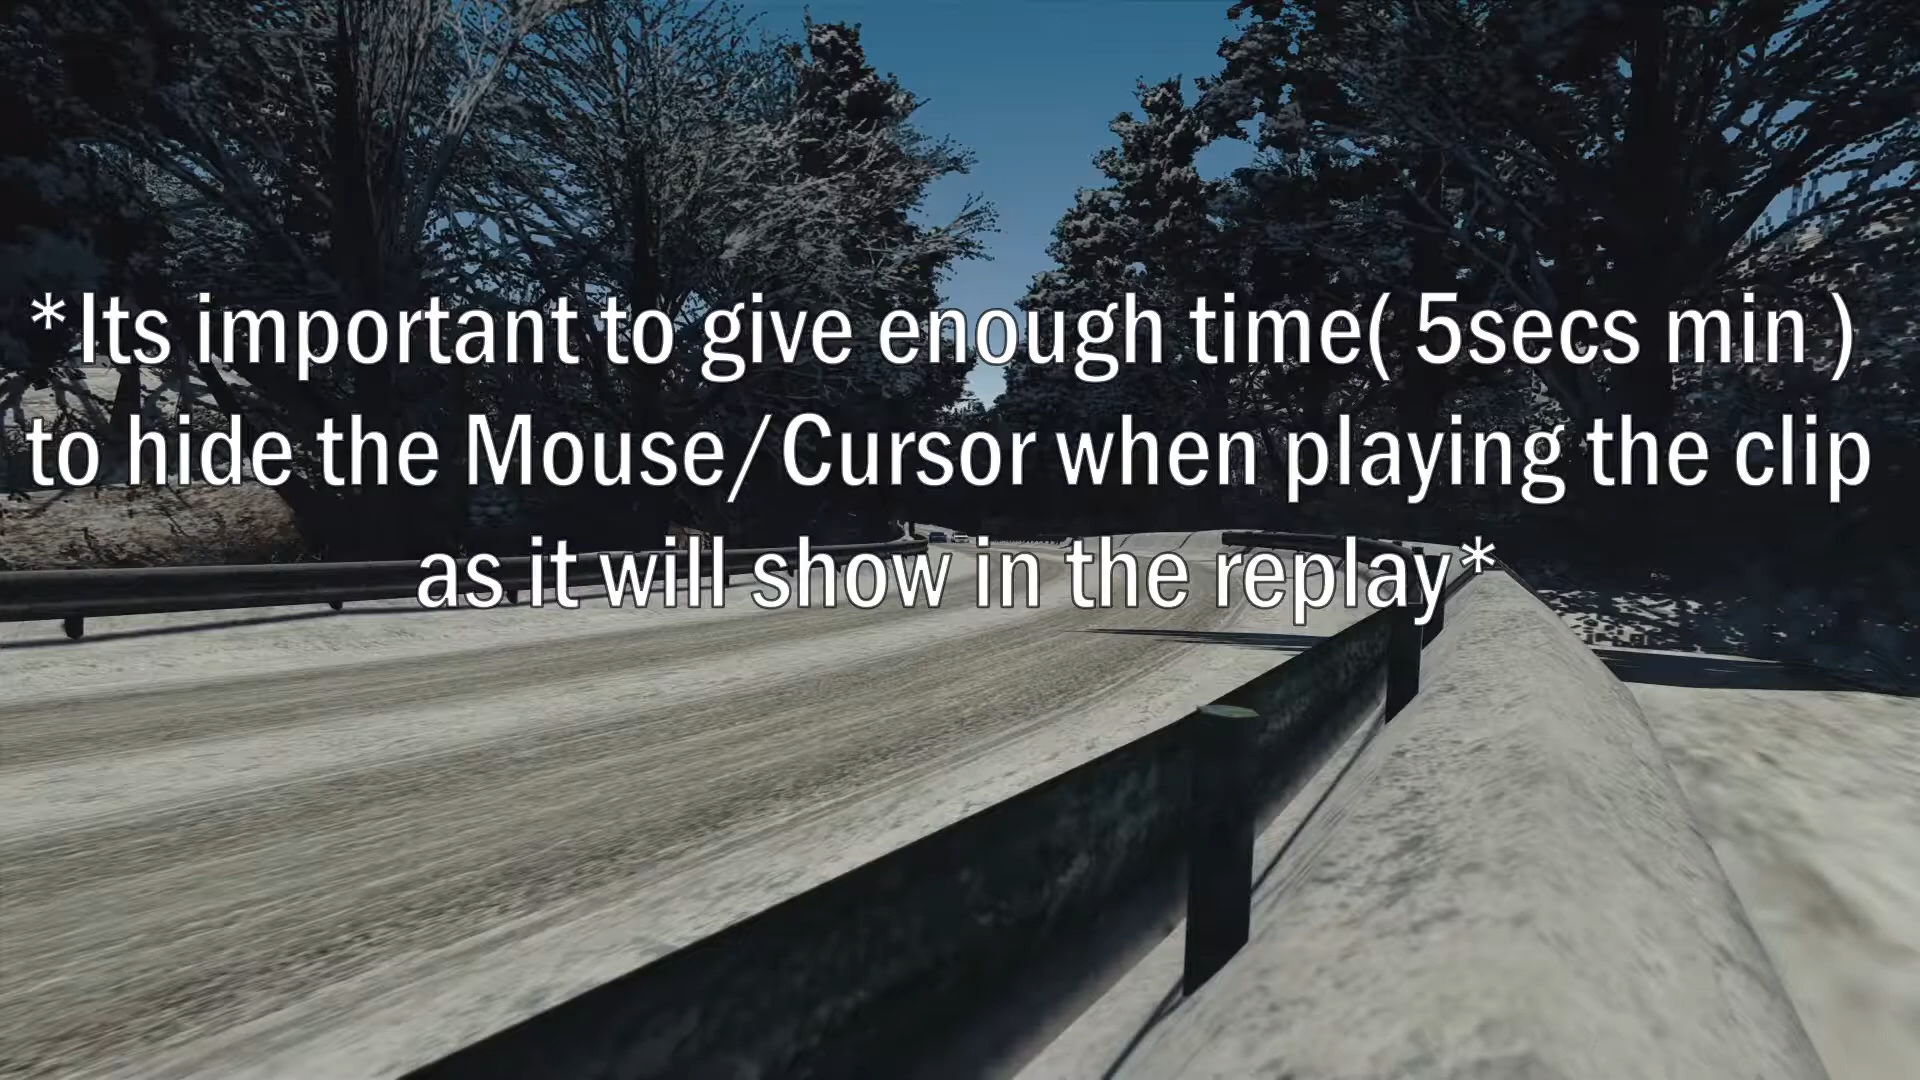 *Its important to give enough time( 5secs min )
to hide the Mouse/Cursor when playing the clip
as it will show in the replay*